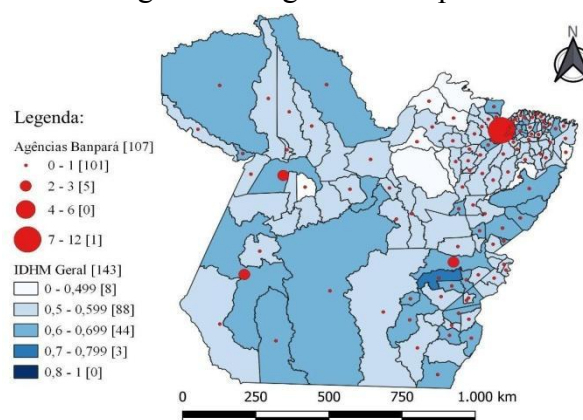 N
Legenda:
Agências Banpará [107]
0 - 1 [101]
2 - 3 [5]
4 - 6 [0]
7 - 12 [1]
IDHM Geral [143]
0 - 0,499 [8]
0,5 - 0,599 [88]
0,6 - 0,699 [44]
0,7 - 0,799 [3]
0,8 - 1 [0]
0 250 500 750 1.000 km